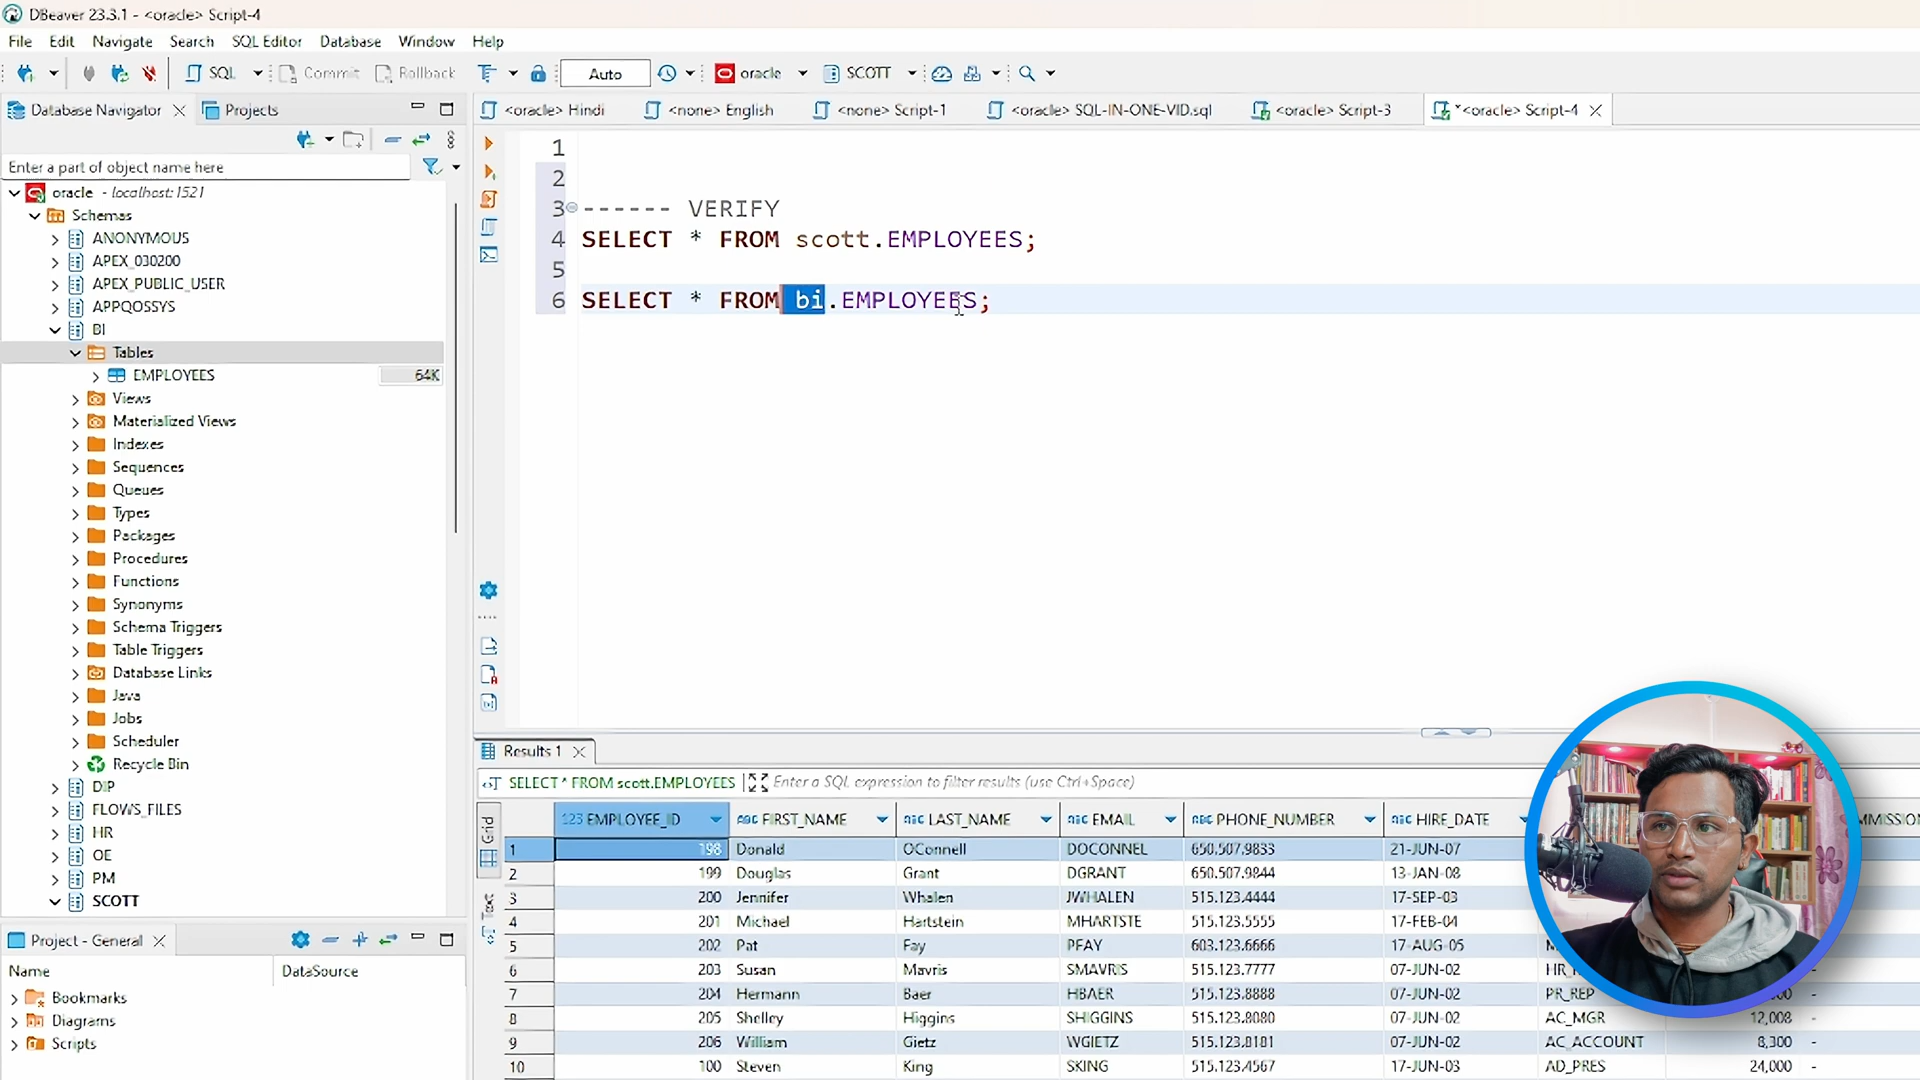 DBeaver 23.3.1 - <oracle> Script-4
File Edit Navigate Search SQL Editor Database Window Help
SQL Commit Rollback Auto oracle SCOTT
Database Navigator Projects
<oracle> Hindi <none> English <none> Script-1 <oracle> SQL-IN-ONE-VID.sql <oracle> Script-3 *<oracle> Script-4
Enter a part of object name here
oracle - localhost:1521
Schemas
ANONYMOUS
APEX_030200
APEX_PUBLIC_USER
APPQOSSYS
BI
Tables
EMPLOYEES 64K
Views
Materialized Views
Indexes
Sequences
Queues
Types
Packages
Procedures
Functions
Synonyms
Schema Triggers
Table Triggers
Database Links
Java
Jobs
Scheduler
Recycle Bin
DIP
FLOWS_FILES
HR
OE
PM
SCOTT
1
2
3 ------ VERIFY
4 SELECT * FROM scott.EMPLOYEES;
5
6 SELECT * FROM bi.EMPLOYEES;
Project - General
Name DataSource
Bookmarks
Diagrams
Scripts
Results 1
SELECT * FROM scott.EMPLOYEES Enter a SQL expression to filter results (use Ctrl+Space)
Grid
Text
123 EMPLOYEE_ID ABC FIRST_NAME ABC LAST_NAME ABC EMAIL ABC PHONE_NUMBER ABC HIRE_DATE
1 198 Donald OConnell DOCONNEL 650.507.9833 21-JUN-07
2 199 Douglas Grant DGRANT 650.507.9844 13-JAN-08
3 200 Jennifer Whalen JWHALEN 515.123.4444 17-SEP-03
4 201 Michael Hartstein MHARTSTE 515.123.5555 17-FEB-04
5 202 Pat Fay PFAY 603.123.6666 17-AUG-05
6 203 Susan Mavris SMAVRIS 515.123.7777 07-JUN-02
7 204 Hermann Baer HBAER 515.123.8888 07-JUN-02 PR_REP
8 205 Shelley Higgins SHIGGINS 515.123.8080 07-JUN-02 AC_MGR 12,008 -
9 206 William Gietz WGIETZ 515.123.8181 07-JUN-02 AC_ACCOUNT 8,300 -
10 100 Steven King SKING 515.123.4567 17-JUN-03 AD_PRES 24,000 -